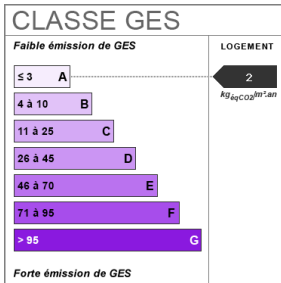 CLASSE GES
Faible émission de GES
LOGEMENT
≤ 3 A
2
kgéqCO2/m².an
4 à 10 B
11 à 25 C
26 à 45 D
46 à 70 E
71 à 95 F
> 95 G
Forte émission de GES